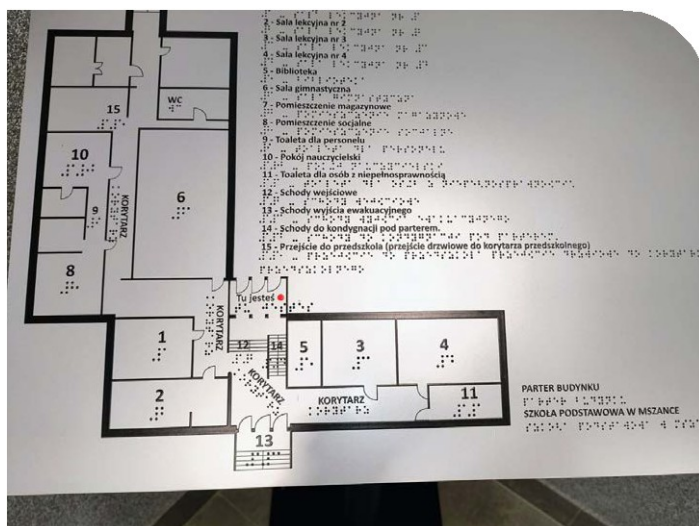 2 - Sala lekcyjna nr 2
3 - Sala lekcyjna nr 3
4 - Sala lekcyjna nr 4
5 - Biblioteka
6 - Sala gimnastyczna
7 - Pomieszczenie magazynowe
8 - Pomieszczenie socjalne
9 - Toaleta dla personelu
10 - Pokój nauczycielski
11 - Toaleta dla osób z niepełnosprawnością
12 - Schody wejściowe
13 - Schody wyjścia ewakuacyjnego
14 - Schody do kondygnacji pod parterem.
15 - Przejście do przedszkola (przejście drzwiowe do korytarza przedszkolnego)
WC
15
10
6
9
KORYTARZ
8
Tu jesteś
KORYTARZ
1
12
14
5
3
4
2
KORYTARZ
KORYTARZ
11
13
PARTER BUDYNKU
SZKOŁA PODSTAWOWA W MSZANCE